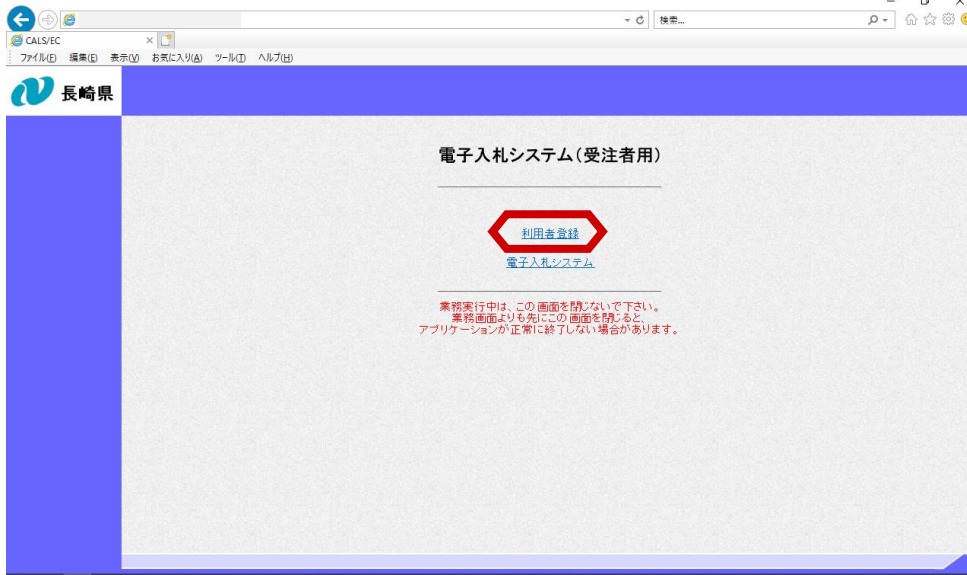 検索...
CALS/EC
ファイル(F) 編集(E) 表示(V) お気に入り(A) ツール(T) ヘルプ(H)
長崎県
電子入札システム(受注者用)
利用者登録
電子入札システム
業務実行中は、この画面を閉じないで下さい。
業務画面よりも先にこの画面を閉じると、
アプリケーションが正常に終了しない場合があります。